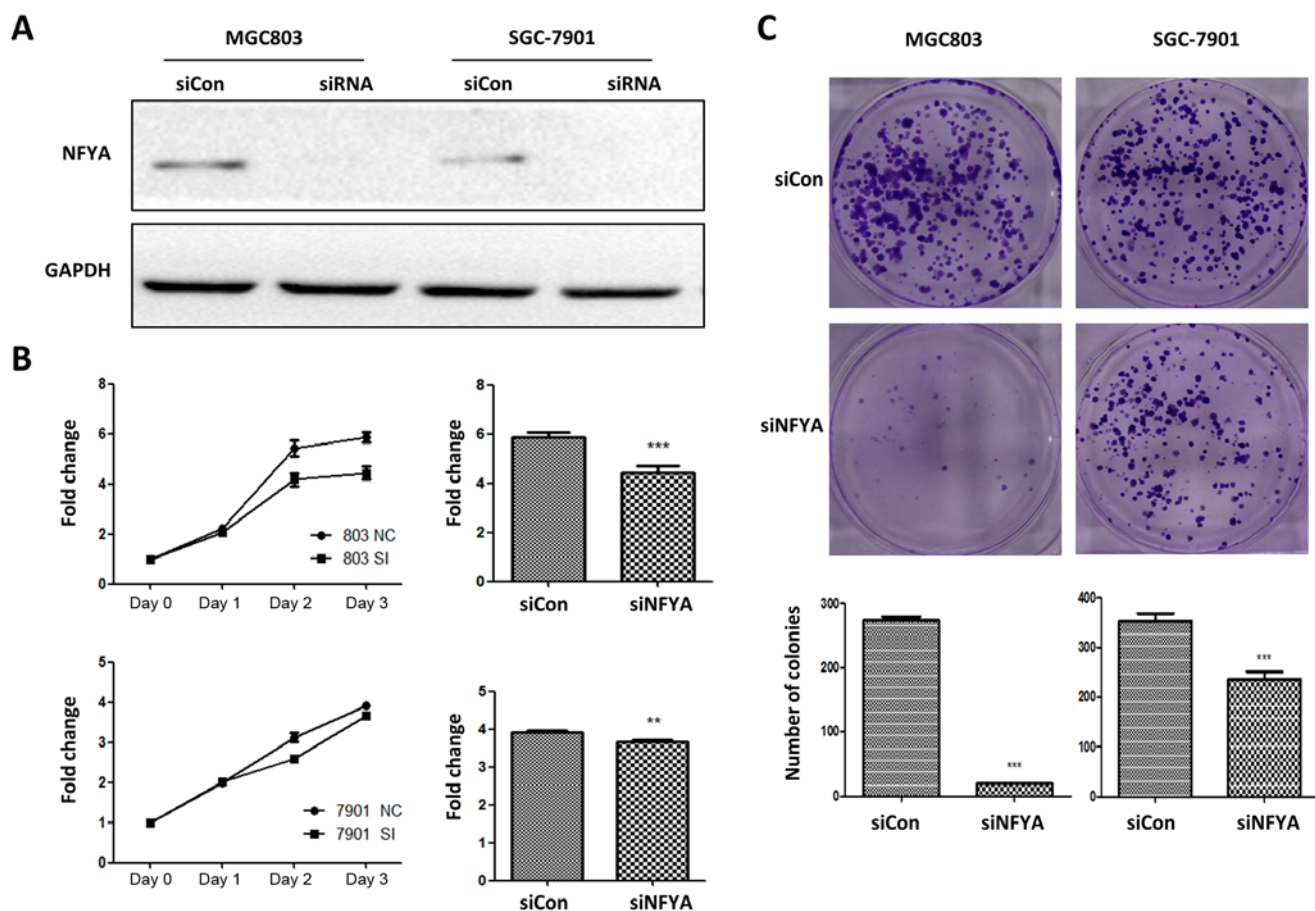 A
MGC803 SGC-7901
siCon siRNA siCon siRNA
NFYA
GAPDH
B
Fold change
8
6
4
2
0
803 NC
803 SI
Day 0 Day 1 Day 2 Day 3
Fold change
8
6
4
2
0
***
siCon siNFYA
Fold change
5
4
3
2
1
0
7901 NC
7901 SI
Day 0 Day 1 Day 2 Day 3
Fold change
5
4
3
2
1
0
**
siCon siNFYA
C
MGC803 SGC-7901
siCon
siNFYA
Number of colonies
300
200
100
0
***
siCon siNFYA
400
300
200
100
0
***
siCon siNFYA